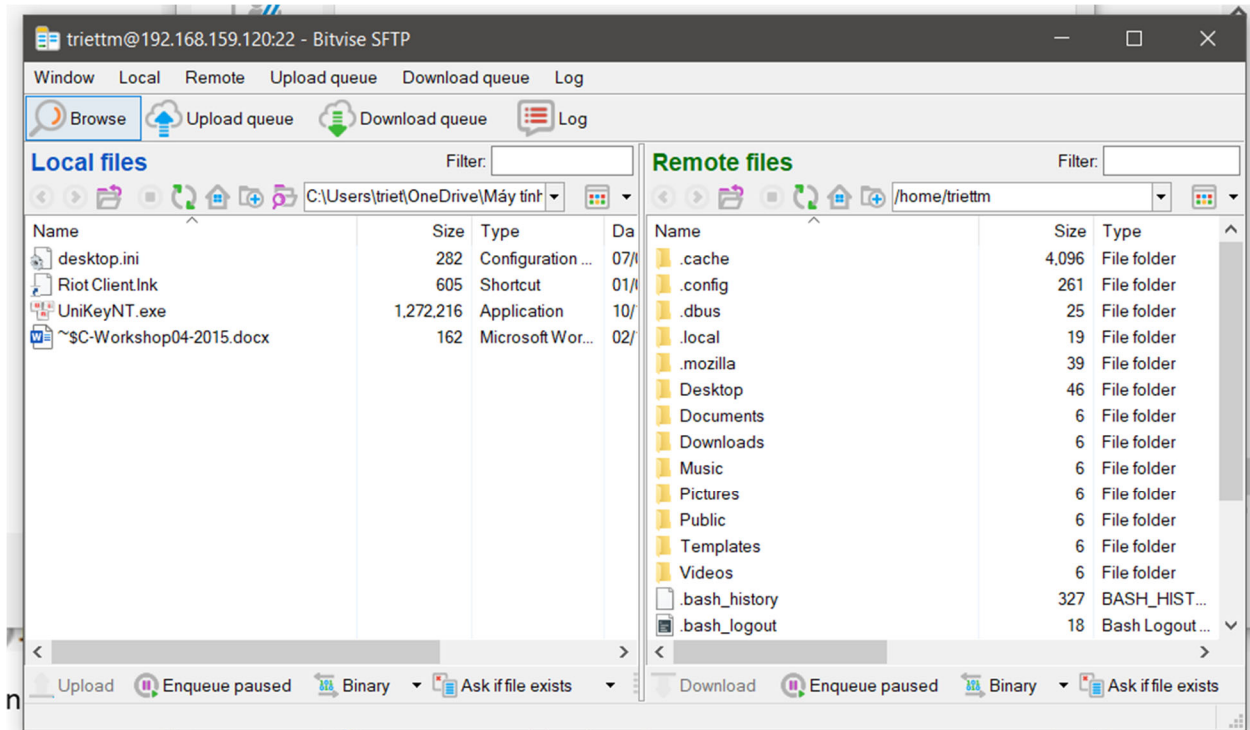 triettm@192.168.159.120:22 - Bitvise SFTP
Window Local Remote Upload queue Download queue Log
Browse Upload queue Download queue Log
Local files Filter:
C:\Users\triet\OneDrive\Máy tính
Name Size Type Da
desktop.ini 282 Configuration ... 07/
Riot Client.lnk 605 Shortcut 01/
UniKeyNT.exe 1,272,216 Application 10/
~$C-Workshop04-2015.docx 162 Microsoft Wor... 02/
Upload Enqueue paused Binary Ask if file exists
Remote files Filter:
/home/triettm
Name Size Type
.cache 4,096 File folder
.config 261 File folder
.dbus 25 File folder
.local 19 File folder
.mozilla 39 File folder
Desktop 46 File folder
Documents 6 File folder
Downloads 6 File folder
Music 6 File folder
Pictures 6 File folder
Public 6 File folder
Templates 6 File folder
Videos 6 File folder
.bash_history 327 BASH_HIST...
.bash_logout 18 Bash Logout ...
Download Enqueue paused Binary Ask if file exists
n